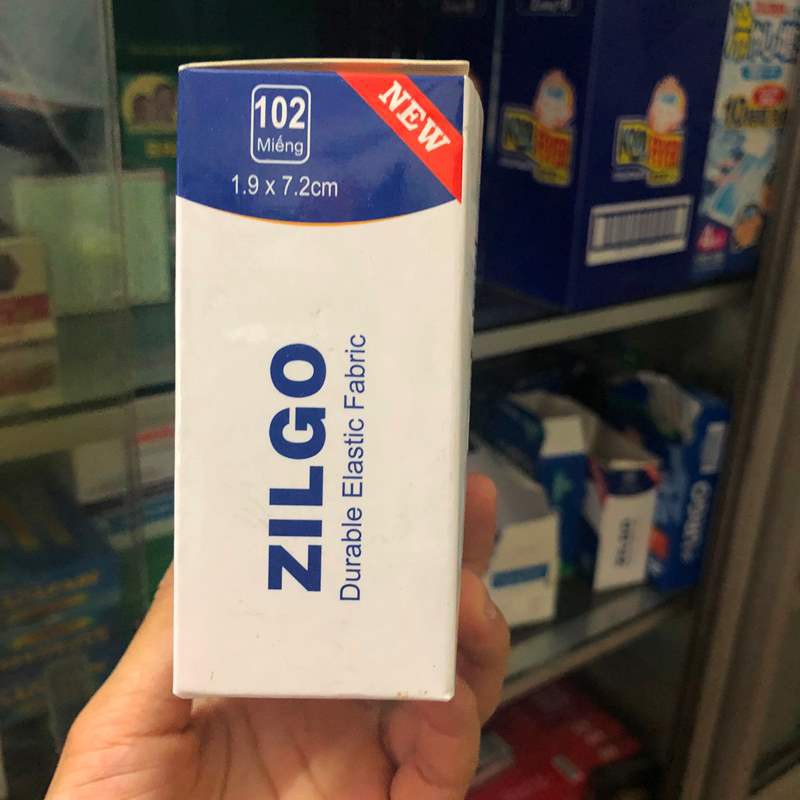 102
Miếng
NEW
1.9 x 7.2cm
ZILGO
Durable Elastic Fabric